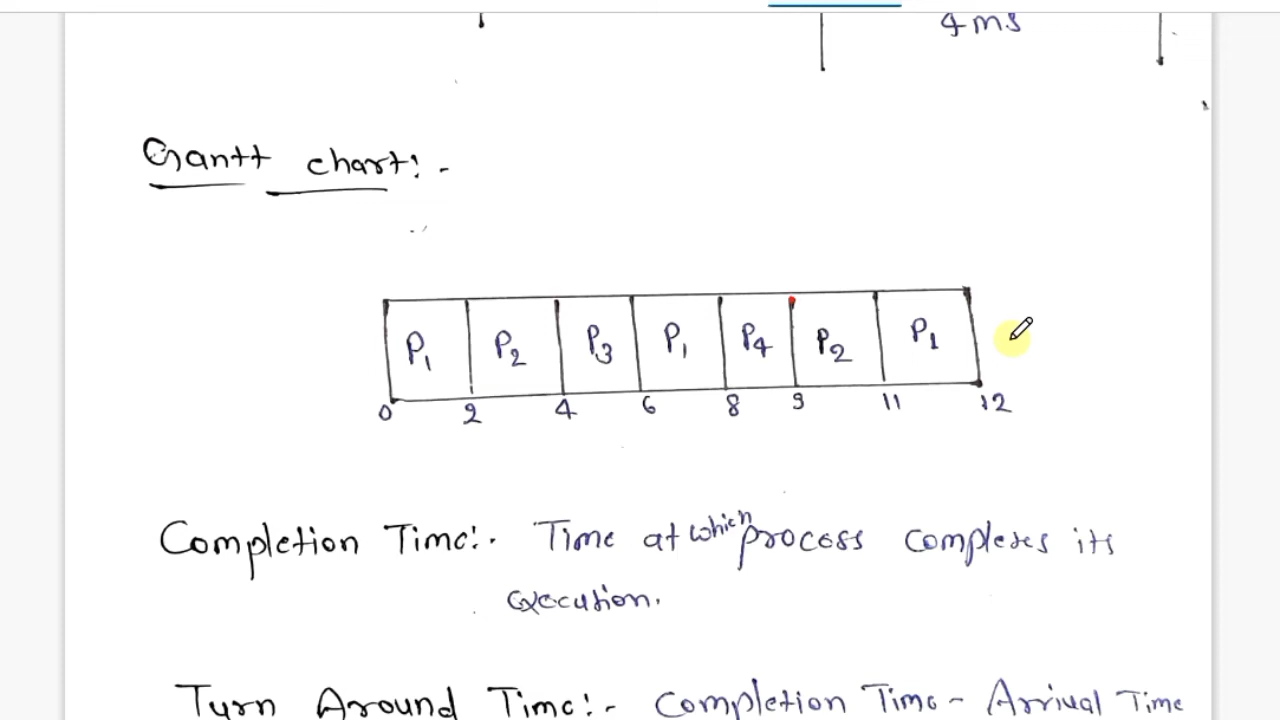 4ms
Gantt chart:-
P1 P2 P3 P1 P4 P2 P1
0 2 4 6 8 9 11 12
Completion Time:- Time at which process completes its
execution.
Turn Around Time:- Completion Time - Arrival Time